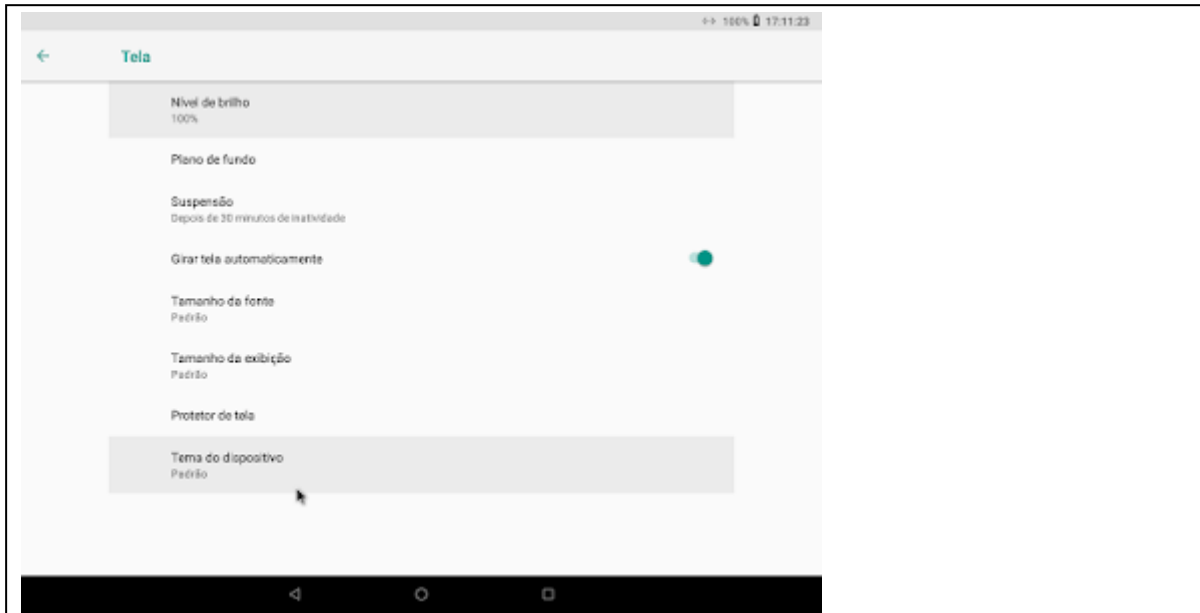 100% 17:11:23
Tela
Nível de brilho
100%
Plano de fundo
Suspensão
Depois de 30 minutos de inatividade
Girar tela automaticamente
Tamanho da fonte
Padrão
Tamanho da exibição
Padrão
Protetor de tela
Tema do dispositivo
Padrão